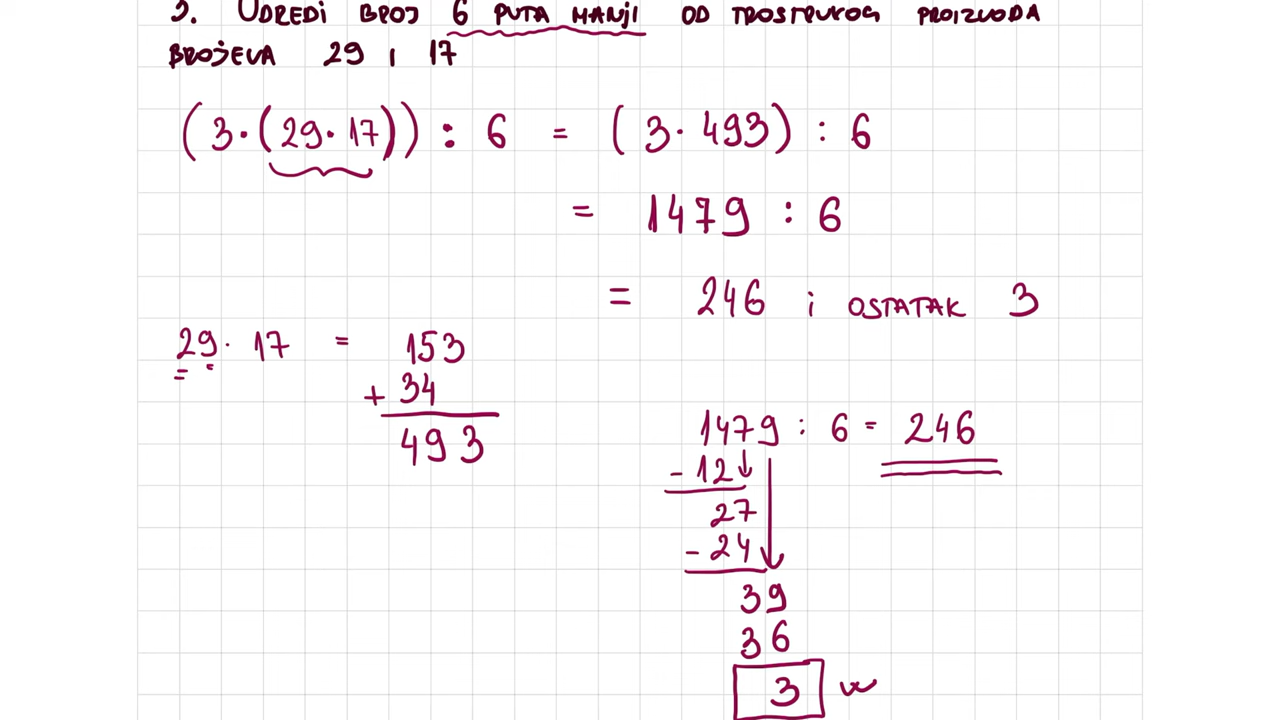 3. ODREDI BROJ 6 PUTA MANJI OD TROSTRUKOG PROIZVODA
BROJEVA 29 I 17
(3·(29·17)) : 6 = (3·493) : 6
= 1479 : 6
= 246 i OSTATAK 3
29·17 = 153
+ 34
493
1479 : 6 = 246
- 12
27
- 24
39
36
3